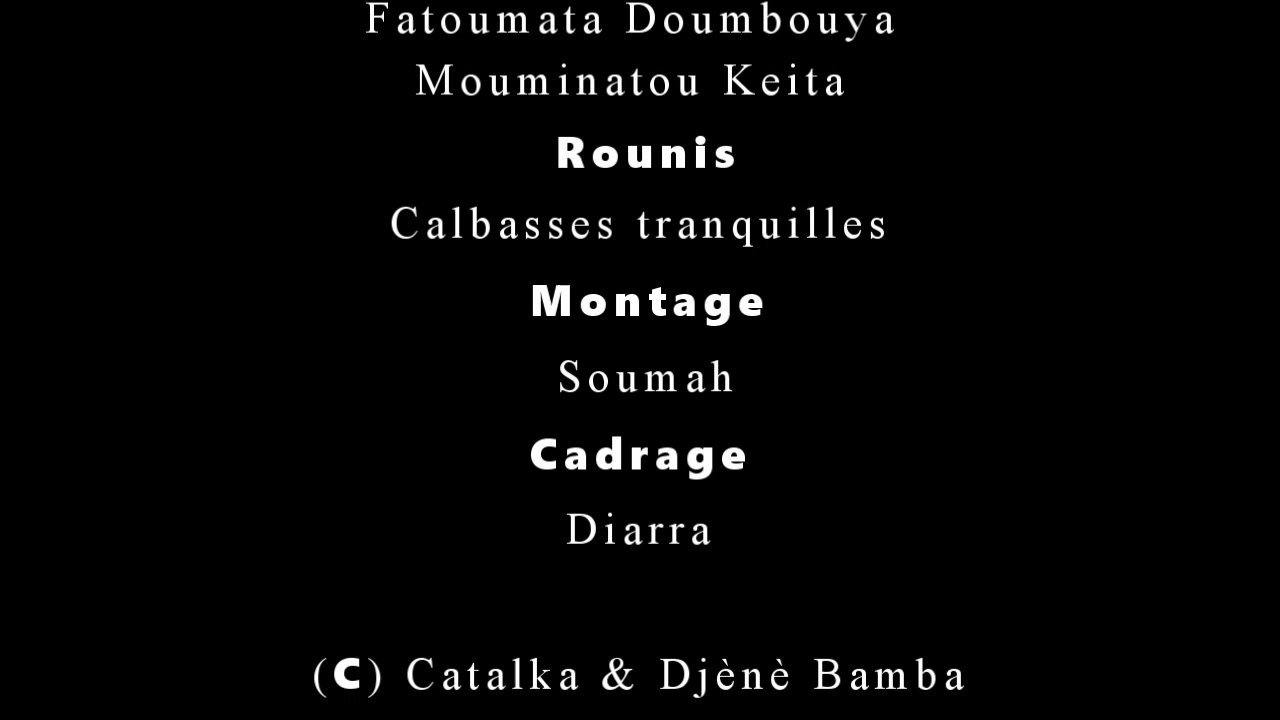 Fatoumata Doumbouya
Mouminatou Keita
Rounis
Calbasses tranquilles
Montage
Soumah
Cadrage
Diarra
(C) Catalka & Djènè Bamba